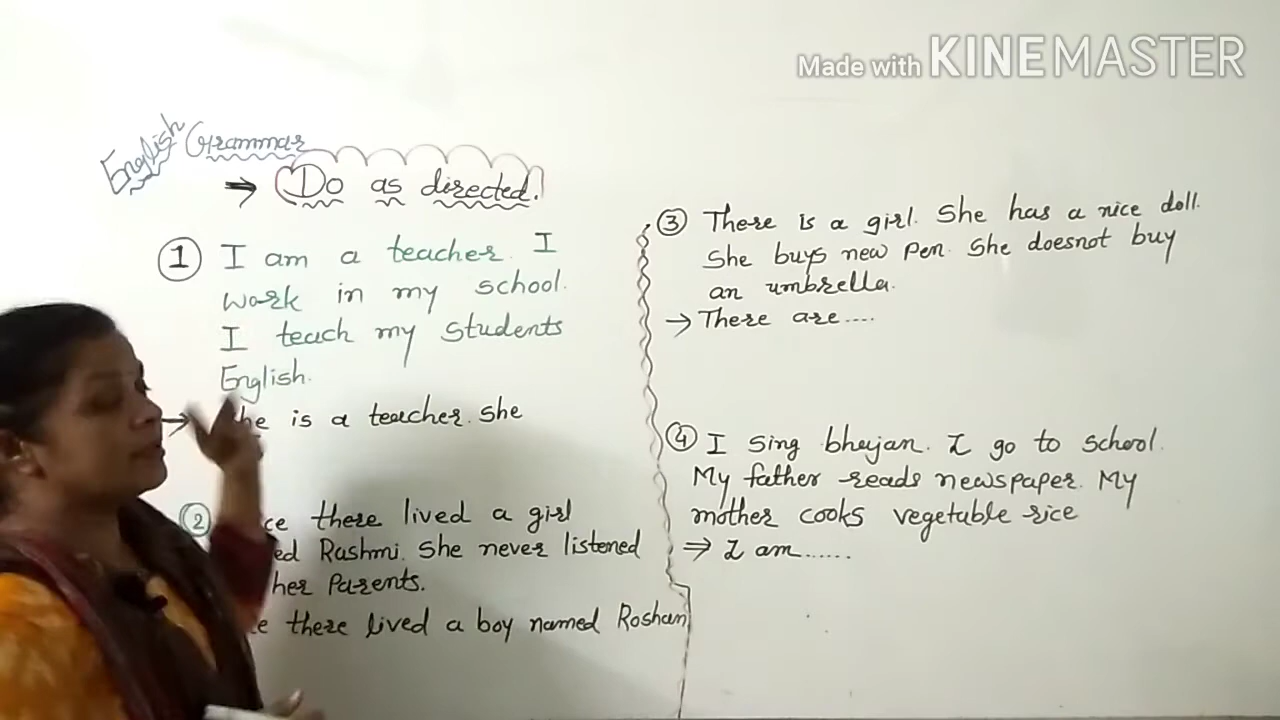 Made with KINEMASTER
English Grammar
→ Do as directed.
① I am a teacher. I
work in my school.
I teach my students
English.
→ is a teacher. She
② there lived a girl
Rashmi. She never listened
her Parents.
there lived a boy named Roshan
③ There is a girl. She has a nice doll.
She buys new pen. She doesnot buy
an umbrella.
→ There are....
④ I sing bhajan. I go to school.
My father reads newspaper. My
mother cooks vegetable rice
⇒ I am......